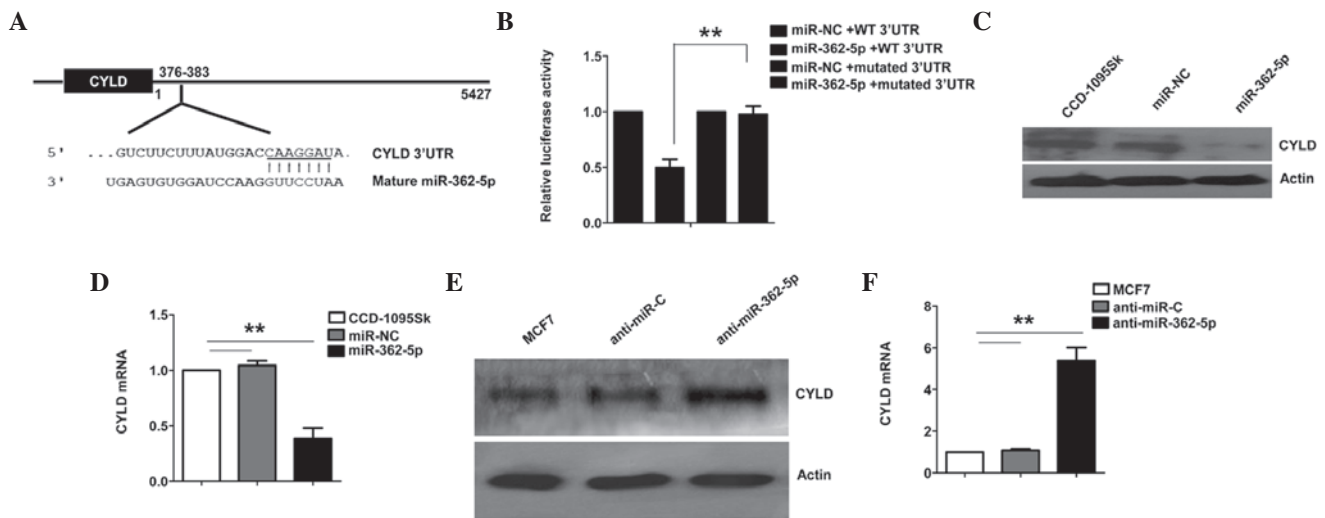 A
CYLD
376-383
1
5427
5' ...GUCUUCUUUAUGGACCAAGGAUA. CYLD 3'UTR
3' UGAGUGUGGAUCCAAGGUUCCUAA Mature miR-362-5p
B
Relative luciferase activity
1.5
1.0
0.5
0.0
**
miR-NC +WT 3'UTR
miR-362-5p +WT 3'UTR
miR-NC +mutated 3'UTR
miR-362-5p +mutated 3'UTR
C
CCD-1095Sk
miR-NC
miR-362-5p
CYLD
Actin
D
CYLD mRNA
1.5
1.0
0.5
0.0
**
CCD-1095Sk
miR-NC
miR-362-5p
E
MCF7
anti-miR-C
anti-miR-362-5p
CYLD
Actin
F
CYLD mRNA
8
6
4
2
0
**
MCF7
anti-miR-C
anti-miR-362-5p